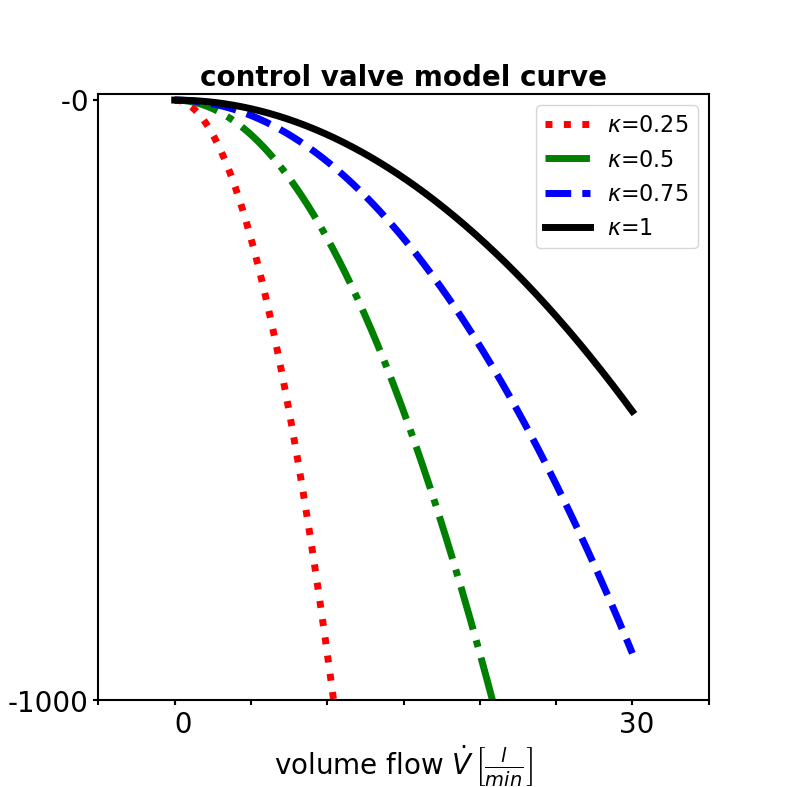 control valve model curve
-0
κ=0.25
κ=0.5
κ=0.75
κ=1
-1000
0 30
volume flow V̇ [l/min]